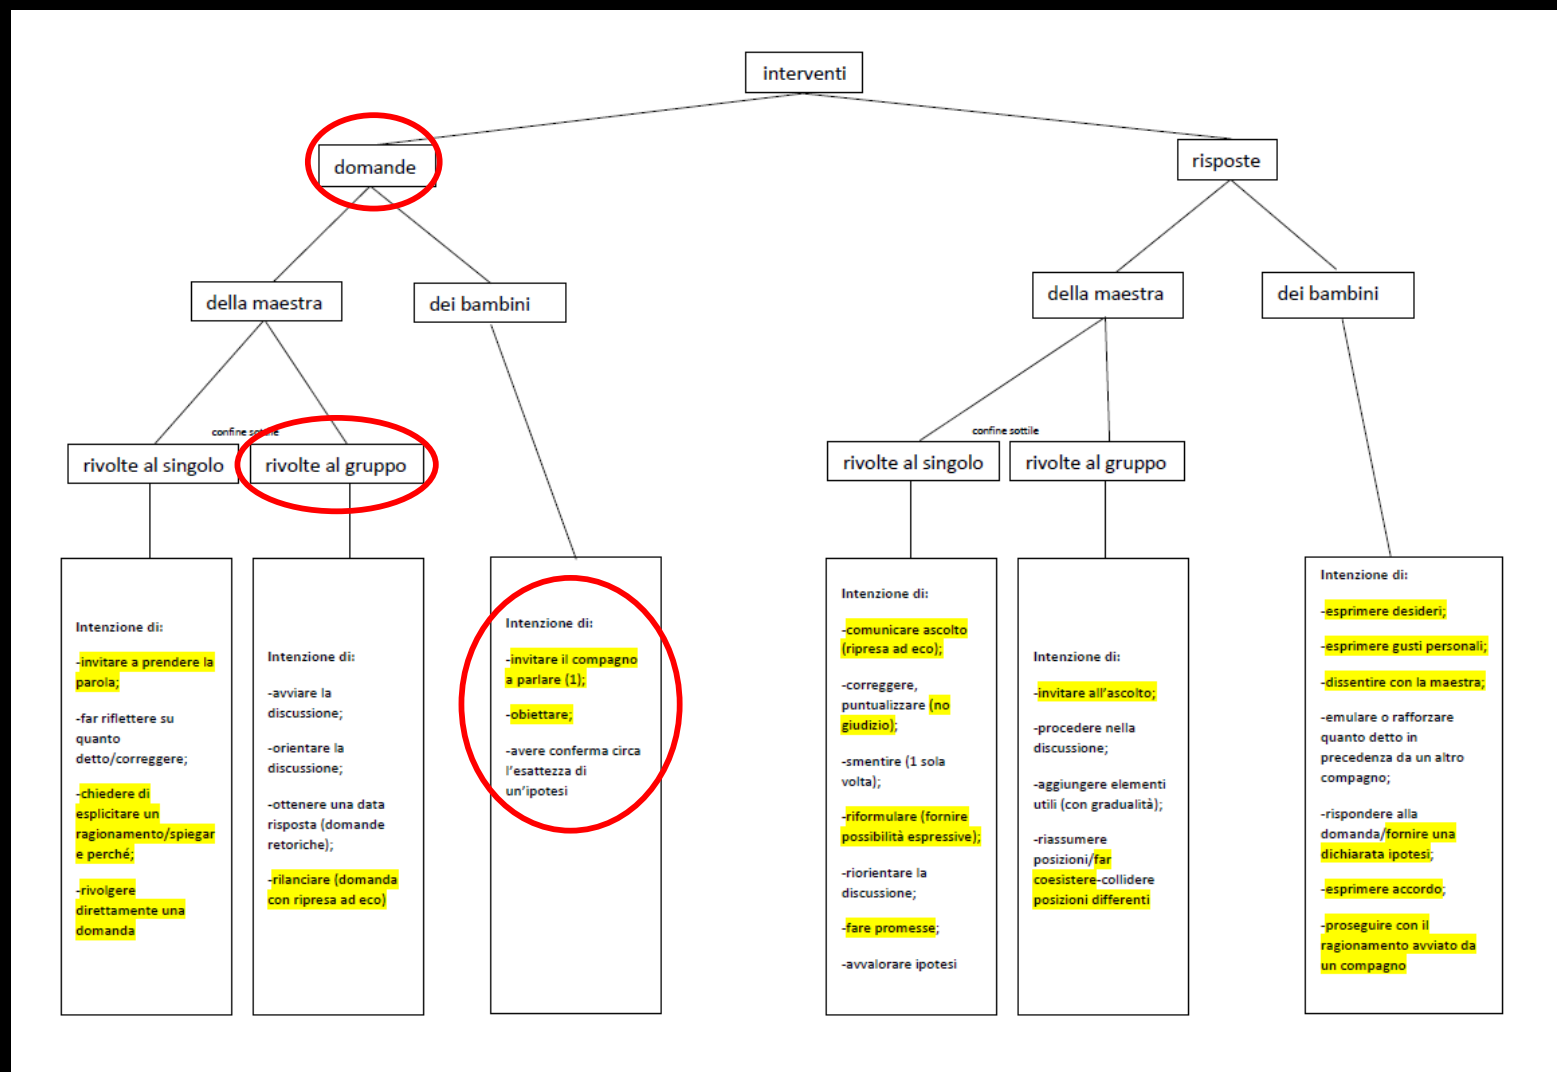 interventi
domande
risposte
della maestra
dei bambini
della maestra
dei bambini
confine sottile
rivolte al singolo
rivolte al gruppo
confine sottile
rivolte al singolo
rivolte al gruppo
Intenzione di:
-invitare a prendere la
parola;
-far riflettere su
quanto
detto/correggere;
-chiedere di
esplicitare un
ragionamento/spiegar
e perché;
-rivolgere
direttamente una
domanda
Intenzione di:
-avviare la
discussione;
-orientare la
discussione;
-ottenere una data
risposta (domande
retoriche);
-rilanciare (domanda
con ripresa ad eco)
Intenzione di:
-invitare il compagno
a parlare (1);
-obiettare;
-avere conferma circa
l'esattezza di
un'ipotesi
Intenzione di:
-comunicare ascolto
(ripresa ad eco);
-correggere,
puntualizzare (no
giudizio);
-smentire (1 sola
volta);
-riformulare (fornire
possibilità espressive);
-riorientare la
discussione;
-fare promesse;
-avvalorare ipotesi
Intenzione di:
-invitare all'ascolto;
-procedere nella
discussione;
-aggiungere elementi
utili (con gradualità);
-riassumere
posizioni/far
coesistere-collidere
posizioni differenti
Intenzione di:
-esprimere desideri;
-esprimere gusti personali;
-dissentire con la maestra;
-emulare o rafforzare
quanto detto in
precedenza da un altro
compagno;
-rispondere alla
domanda/fornire una
dichiarata ipotesi;
-esprimere accordo;
-proseguire con il
ragionamento avviato da
un compagno